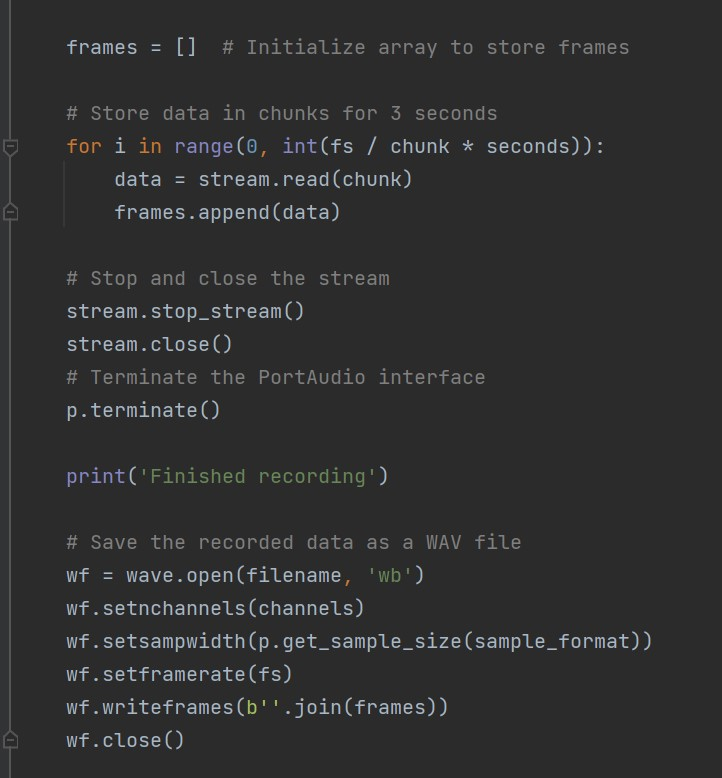 frames = []  # Initialize array to store frames
# Store data in chunks for 3 seconds
for i in range(0, int(fs / chunk * seconds)):
    data = stream.read(chunk)
    frames.append(data)
# Stop and close the stream
stream.stop_stream()
stream.close()
# Terminate the PortAudio interface
p.terminate()
print('Finished recording')
# Save the recorded data as a WAV file
wf = wave.open(filename, 'wb')
wf.setnchannels(channels)
wf.setsampwidth(p.get_sample_size(sample_format))
wf.setframerate(fs)
wf.writeframes(b''.join(frames))
wf.close()